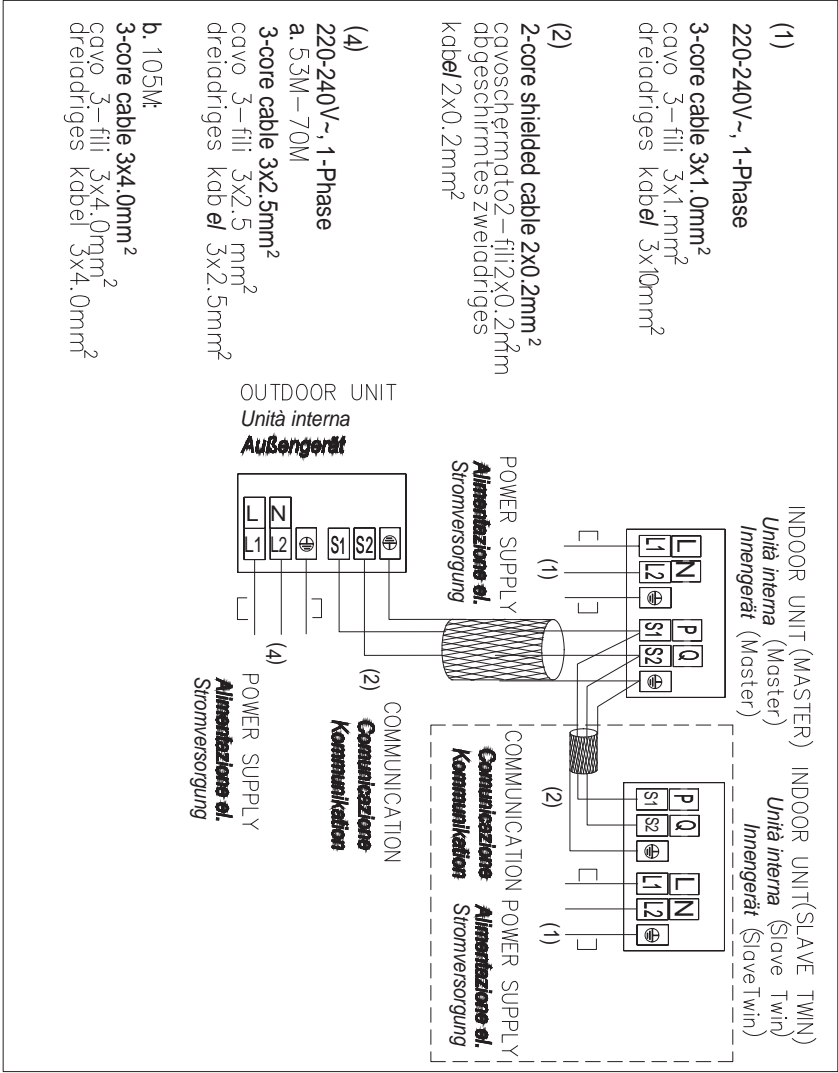 (1)
220-240V~, 1-Phase
3-core cable 3x1.0mm²
cavo 3-fili 3x1.mm²
dreiadriges kabel 3x10mm²
(2)
2-core shielded cable 2x0.2mm²
cavoschermato2-fili2x0.2mm²
abgeschirmtes zweiadriges
kabel 2x0.2mm²
(4)
220-240V~, 1-Phase
a. 53M-70M
3-core cable 3x2.5mm²
cavo 3-fili 3x2.5 mm²
dreiadriges kabel 3x2.5mm²
b. 105M:
3-core cable 3x4.0mm²
cavo 3-fili 3x4.0mm²
dreiadriges kabel 3x4.0mm²
INDOOR UNIT (MASTER)
Unità interna (Master)
Innengerät (Master)
L N P Q
L1 L2 S1 S2
(1)
POWER SUPPLY
Alimentazione el.
Stromversorgung
INDOOR UNIT(SLAVE TWIN)
Unità interna (Slave Twin)
Innengerät (SlaveTwin)
P Q L N
S1 S2 L1 L2
(2)
(1)
COMMUNICATION
Comunicazione
Kommunikation
POWER SUPPLY
Alimentazione el.
Stromversorgung
OUTDOOR UNIT
Unità interna
Außengerät
L N
L1 L2 S1 S2
(4)
(2)
COMMUNICATION
Comunicazione
Kommunikation
POWER SUPPLY
Alimentazione el.
Stromversorgung